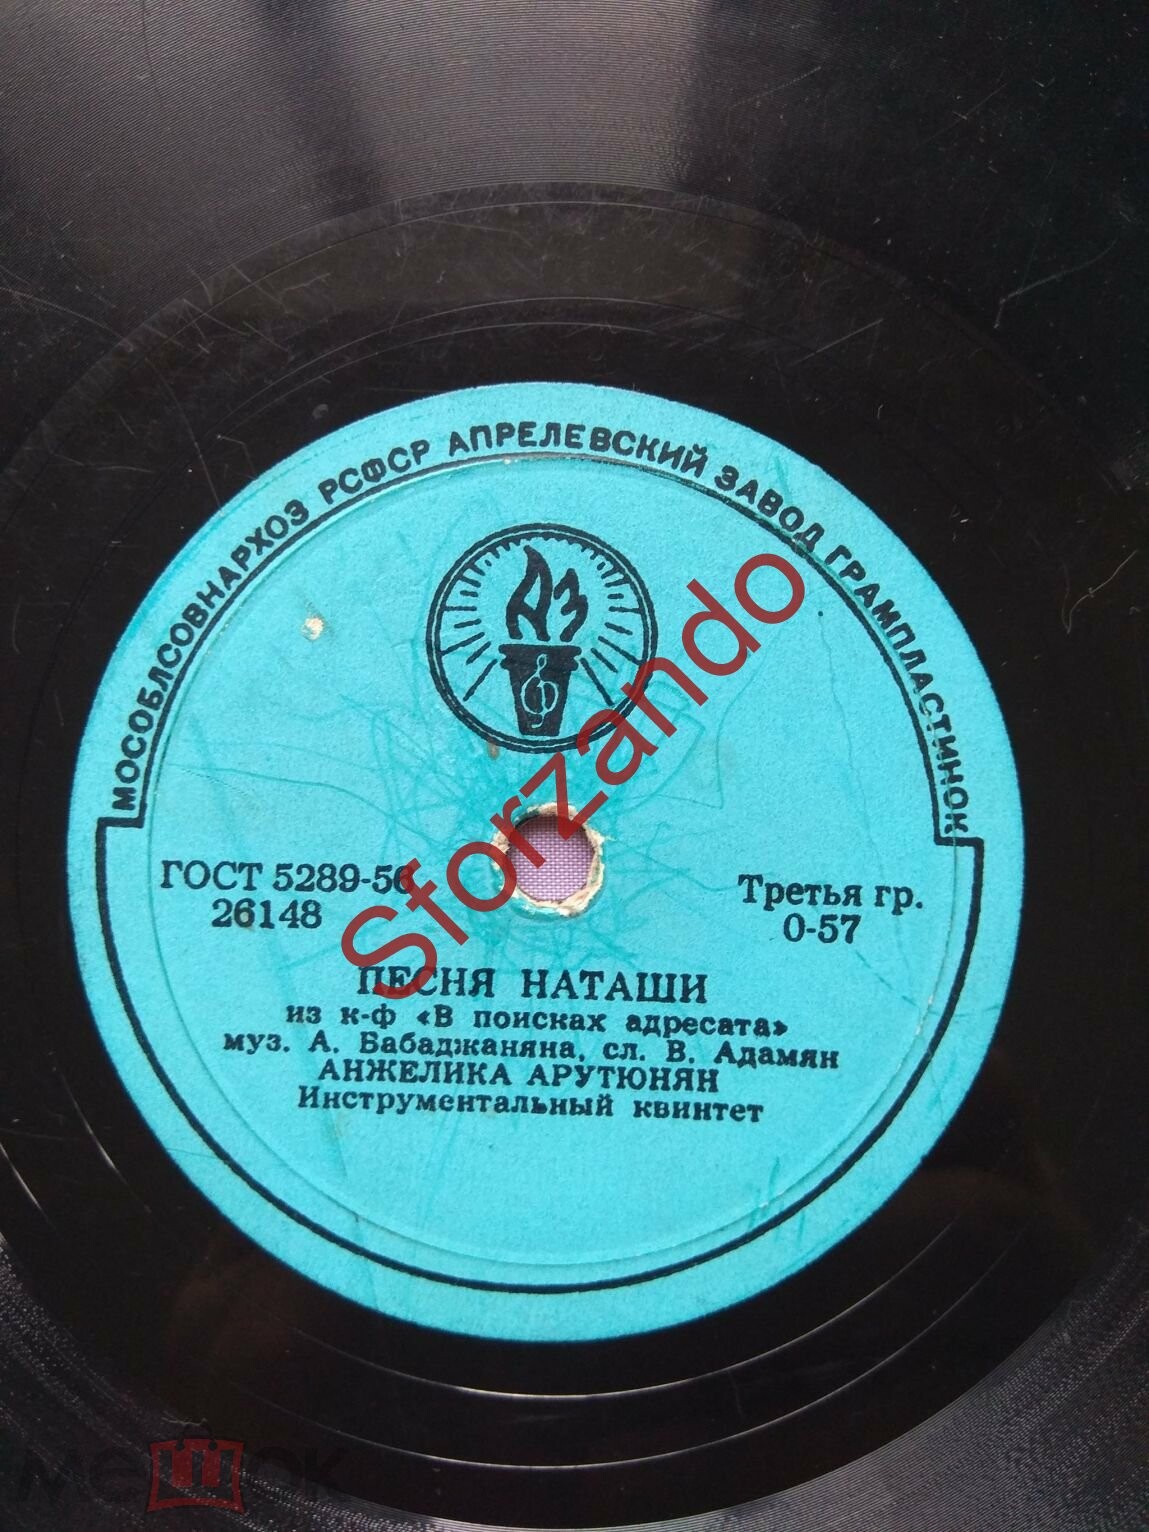 МОСОБЛСОВНАРХОЗ РСФСР АПРЕЛЕВСКИЙ ЗАВОД ГРАМПЛАСТИНОК
АЗ
Sforzando
ГОСТ 5289-56
26148
Третья гр.
0-57
ПЕСНЯ НАТАШИ
из к-ф «В поисках адресата»
муз. А. Бабаджаняна, сл. В. Адамян
АНЖЕЛИКА АРУТЮНЯН
Инструментальный квинтет
мешок